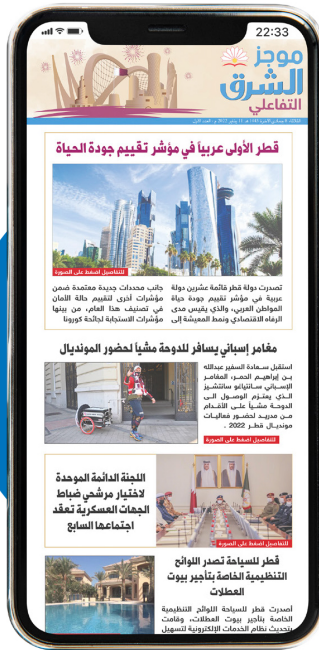 22:33
موجز
الشرق
التفاعلي
قطر الأولى عربياً في مؤشر تقييم جودة الحياة
للتفاصيل اضغط على الصورة
تصدرت دولة قطر قائمة عشرين دولة
عربية في مؤشر تقييم جودة حياة
المواطن العربي، والذي يقيس مدى
الرفاه الاقتصادي ونمط المعيشة إلى
جانب محددات جديدة معتمدة ضمن
مؤشرات أخرى لتقييم حالة الأمان
في تصنيف هذا العام، من بينها
مؤشرات الاستجابة لجائحة كورونا
مغامر إسباني يسافر للدوحة مشياً لحضور المونديال
استقبل سعادة السفير عبدالله
بن إبراهيم الحمر، المغامر
الإسباني سانتياغو سانتشيز
الذي يعتزم الوصول الى
الدوحة مشياً على الأقدام
من مدريد لحضور فعاليات
مونديال قطر 2022 .
للتفاصيل اضغط على الصورة
اللجنة الدائمة الموحدة
لاختيار مرشحي ضباط
الجهات العسكرية تعقد
اجتماعها السابع
للتفاصيل اضغط على الصورة
قطر للسياحة تصدر اللوائح
التنظيمية الخاصة بتأجير بيوت
العطلات
أصدرت قطر للسياحة اللوائح التنظيمية
الخاصة بتأجير بيوت العطلات، وقامت
بتحديث نظام الخدمات الإلكترونية لتسهيل